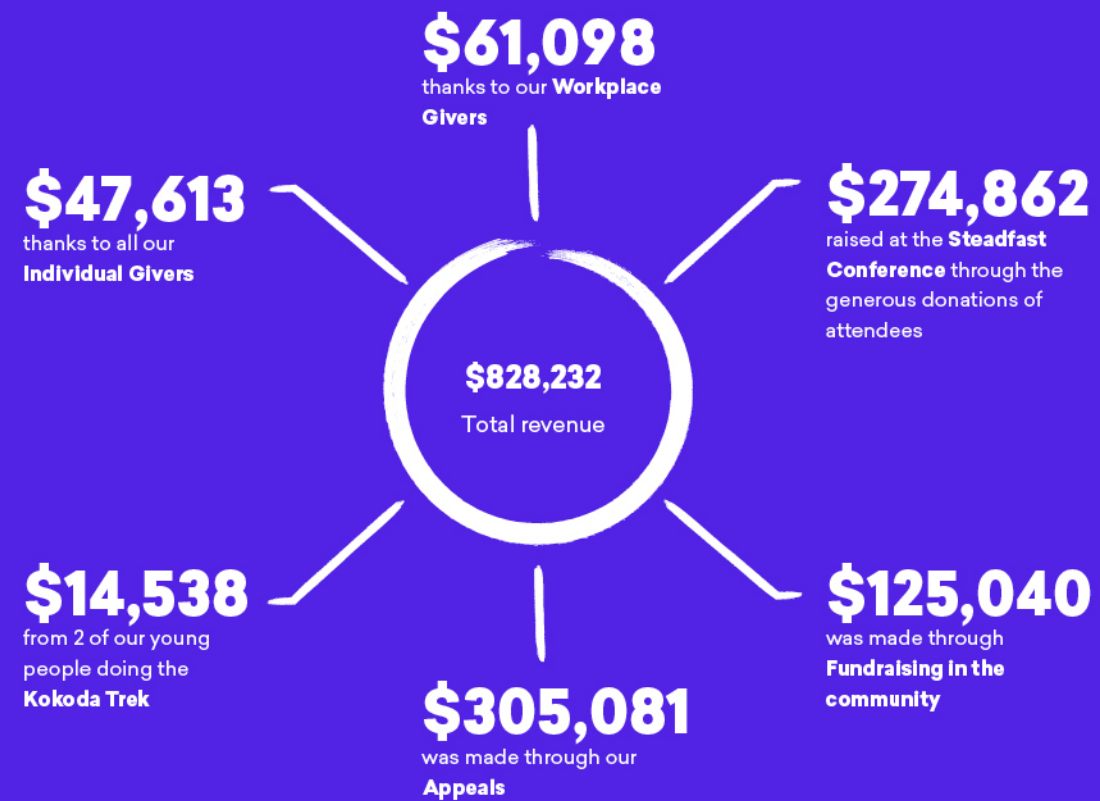 $61,098
thanks to our Workplace
Givers
$47,613
thanks to all our
Individual Givers
$274,862
raised at the Steadfast
Conference through the
generous donations of
attendees
$828,232
Total revenue
$14,538
from 2 of our young
people doing the
Kokoda Trek
$125,040
was made through
Fundraising in the
community
$305,081
was made through our
Appeals